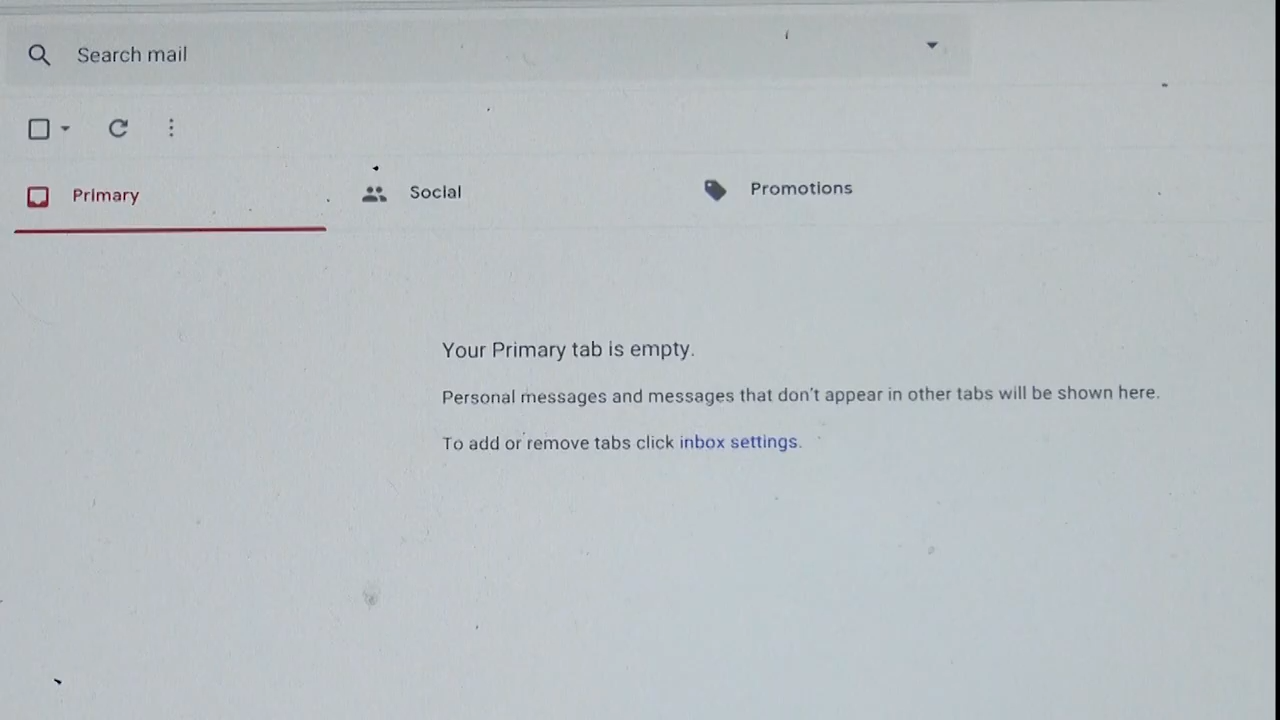 Search mail
Primary
Social
Promotions
Your Primary tab is empty.
Personal messages and messages that don't appear in other tabs will be shown here.
To add or remove tabs click inbox settings.